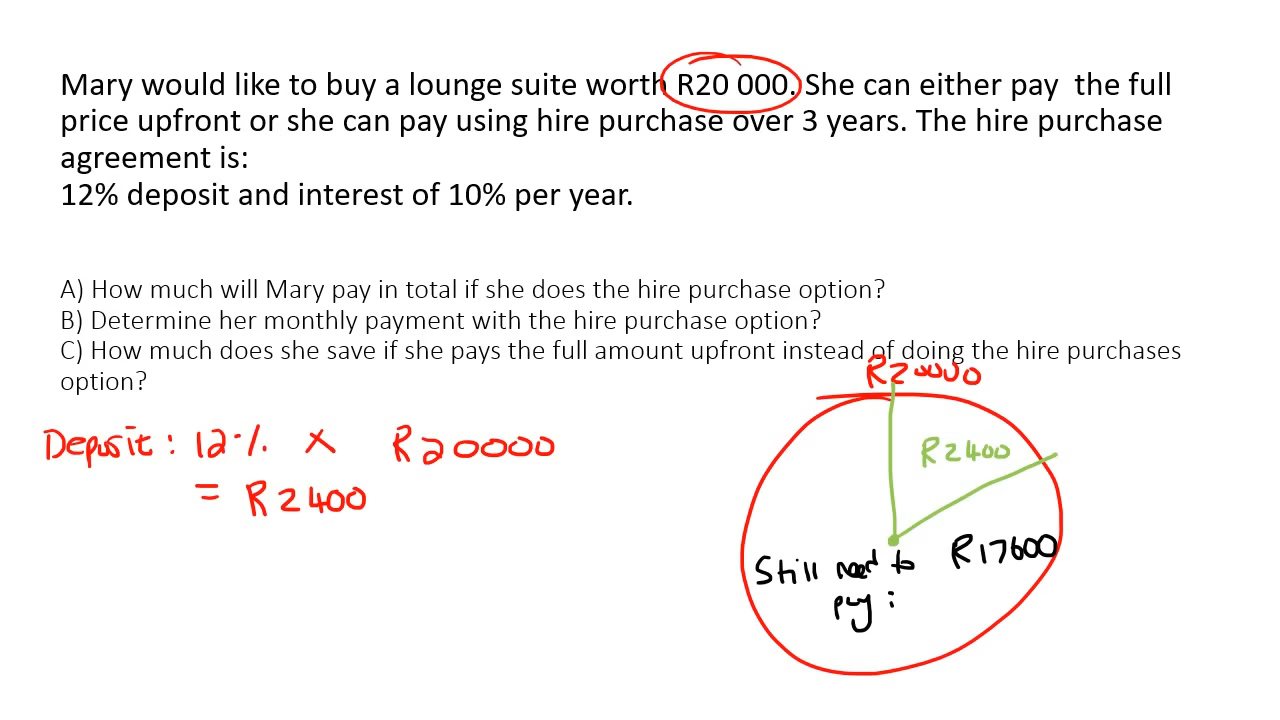 Mary would like to buy a lounge suite worth R20 000. She can either pay the full
price upfront or she can pay using hire purchase over 3 years. The hire purchase
agreement is:
12% deposit and interest of 10% per year.
A) How much will Mary pay in total if she does the hire purchase option?
B) Determine her monthly payment with the hire purchase option?
C) How much does she save if she pays the full amount upfront instead of doing the hire purchases
option?
R20000
Deposit: 12% × R20000
= R2400
R2400
Still need to R17600
pay: